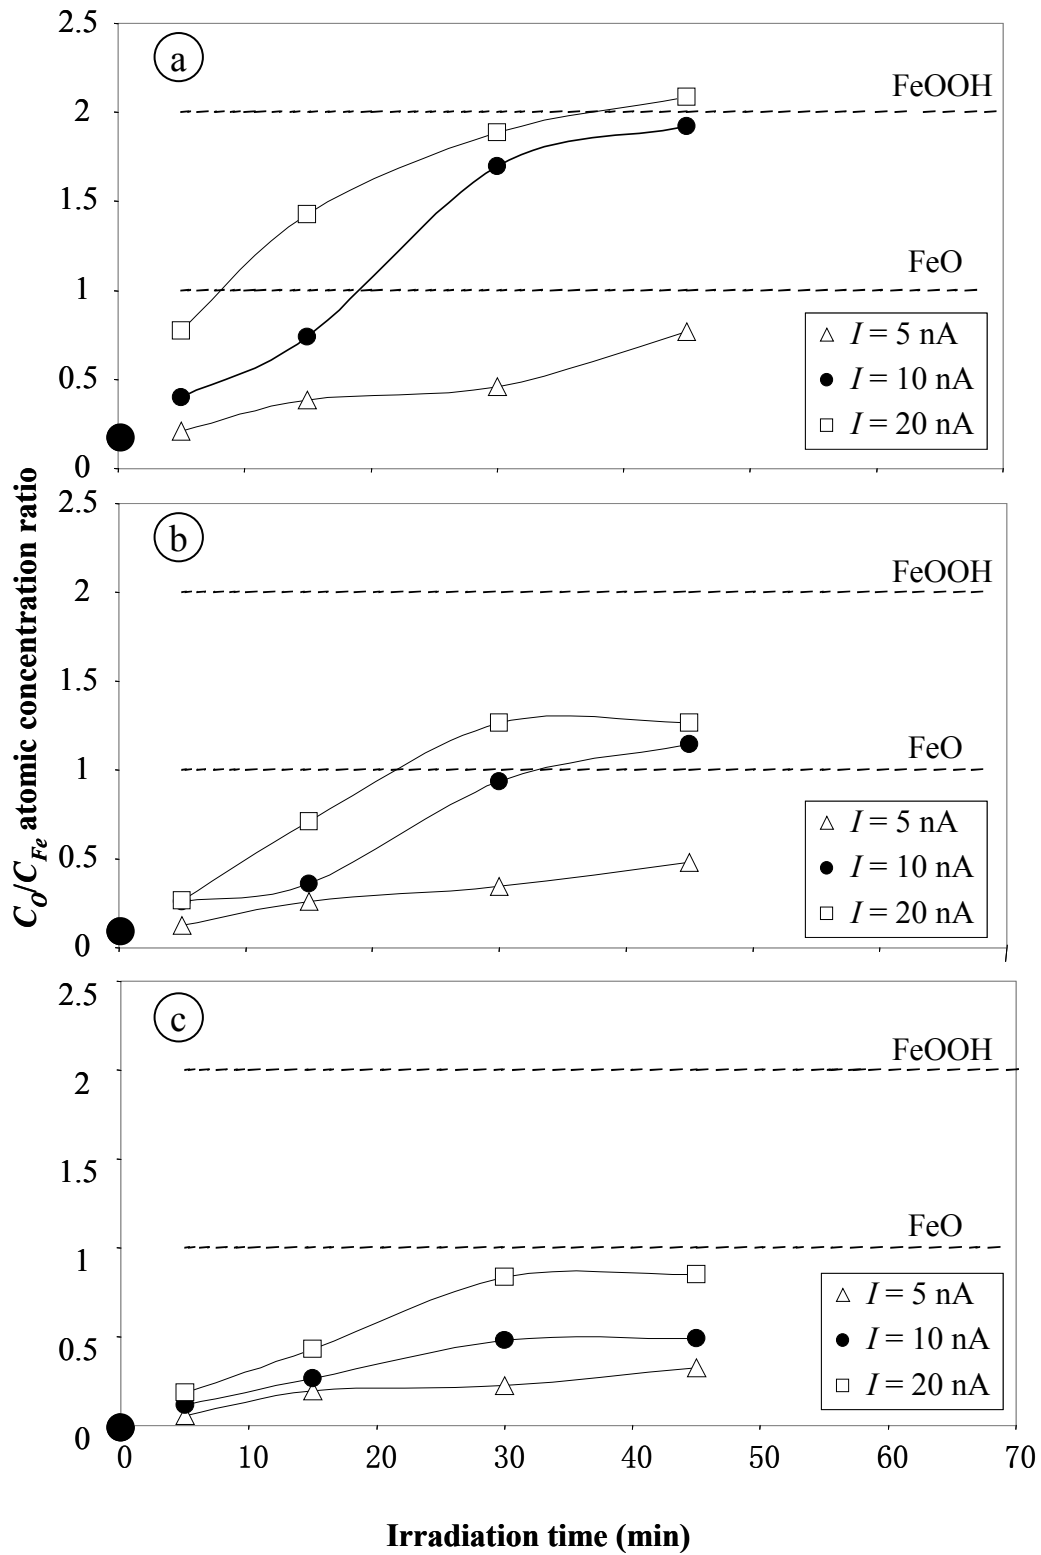 2.5
a
FeOOH
2
1.5
FeO
1
I = 5 nA
0.5
I = 10 nA
I = 20 nA
0
C_O/C_Fe atomic concentration ratio
2.5
b
FeOOH
2
1.5
FeO
1
I = 5 nA
0.5
I = 10 nA
I = 20 nA
0
2.5
c
FeOOH
2
1.5
FeO
1
I = 5 nA
0.5
I = 10 nA
I = 20 nA
0
0 10 20 30 40 50 60 70
Irradiation time (min)